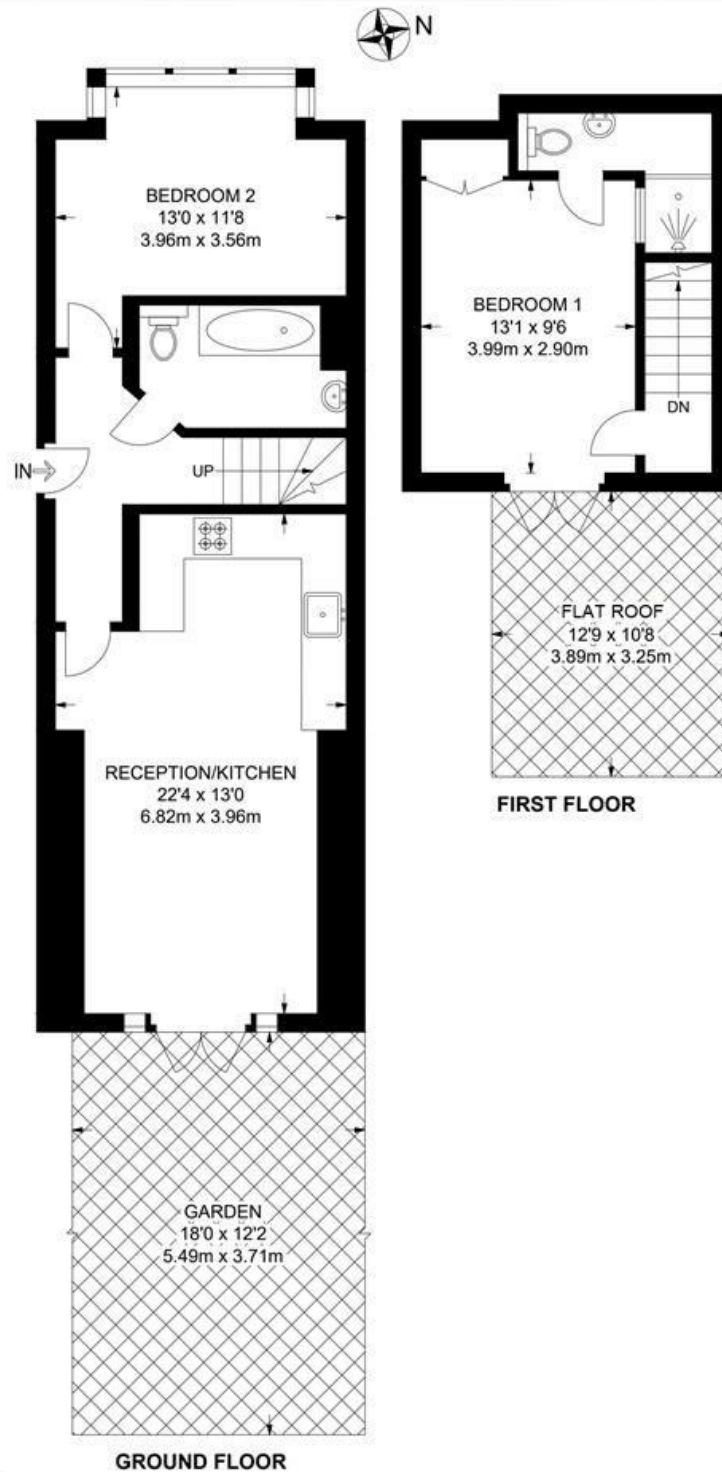 N
BEDROOM 2
13'0 x 11'8
3.96m x 3.56m
IN
UP
RECEPTION/KITCHEN
22'4 x 13'0
6.82m x 3.96m
GARDEN
18'0 x 12'2
5.49m x 3.71m
GROUND FLOOR
BEDROOM 1
13'1 x 9'6
3.99m x 2.90m
DN
FLAT ROOF
12'9 x 10'8
3.89m x 3.25m
FIRST FLOOR